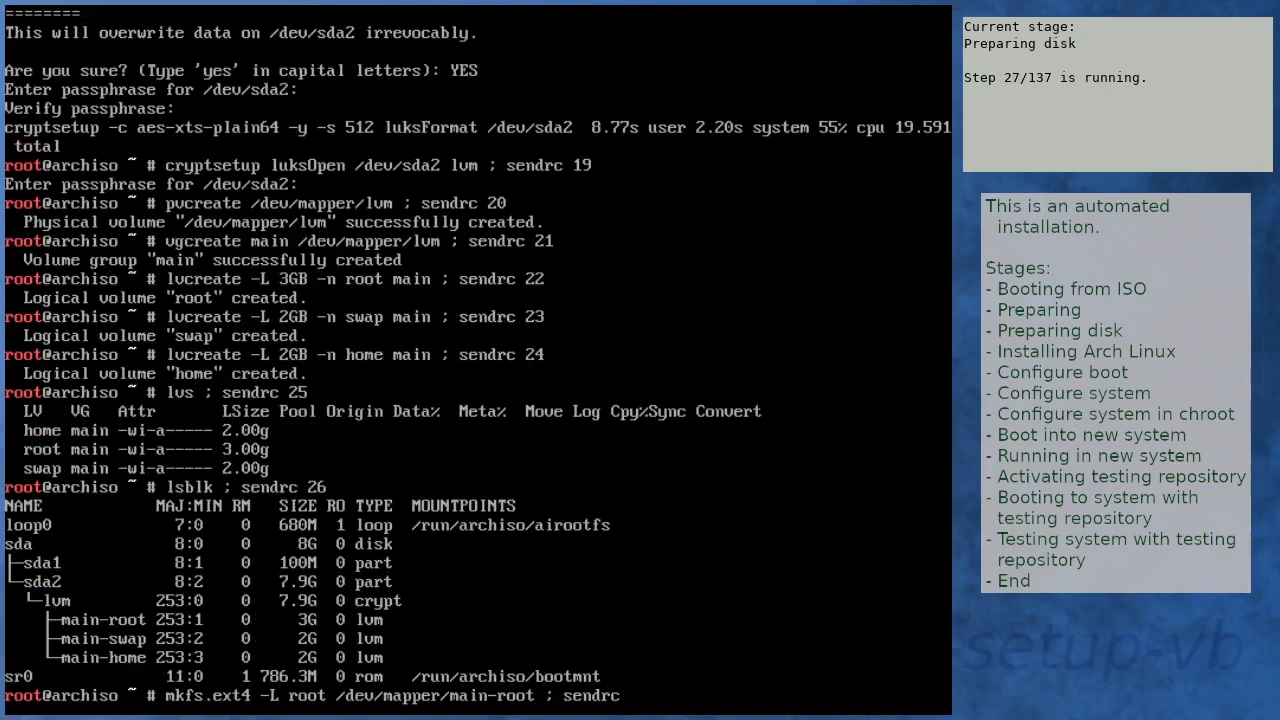 ========
This will overwrite data on /dev/sda2 irrevocably.
Are you sure? (Type 'yes' in capital letters): YES
Enter passphrase for /dev/sda2:
Verify passphrase:
cryptsetup -c aes-xts-plain64 -y -s 512 luksFormat /dev/sda2  8.77s user 2.20s system 55% cpu 19.591
 total
root@archiso ~ # cryptsetup luksOpen /dev/sda2 lvm ; sendrc 19
Enter passphrase for /dev/sda2:
root@archiso ~ # pvcreate /dev/mapper/lvm ; sendrc 20
  Physical volume "/dev/mapper/lvm" successfully created.
root@archiso ~ # vgcreate main /dev/mapper/lvm ; sendrc 21
  Volume group "main" successfully created
root@archiso ~ # lvcreate -L 3GB -n root main ; sendrc 22
  Logical volume "root" created.
root@archiso ~ # lvcreate -L 2GB -n swap main ; sendrc 23
  Logical volume "swap" created.
root@archiso ~ # lvcreate -L 2GB -n home main ; sendrc 24
  Logical volume "home" created.
root@archiso ~ # lvs ; sendrc 25
  LV   VG   Attr       LSize Pool Origin Data%  Meta%  Move Log Cpy%Sync Convert
  home main -wi-a----- 2.00g
  root main -wi-a----- 3.00g
  swap main -wi-a----- 2.00g
root@archiso ~ # lsblk ; sendrc 26
NAME            MAJ:MIN RM   SIZE RO TYPE  MOUNTPOINTS
loop0             7:0    0   680M  1 loop  /run/archiso/airootfs
sda               8:0    0     8G  0 disk
├─sda1            8:1    0   100M  0 part
└─sda2            8:2    0   7.9G  0 part
  └─lvm         253:0    0   7.9G  0 crypt
    ├─main-root 253:1    0     3G  0 lvm
    ├─main-swap 253:2    0     2G  0 lvm
    └─main-home 253:3    0     2G  0 lvm
sr0              11:0    1 786.3M  0 rom   /run/archiso/bootmnt
root@archiso ~ # mkfs.ext4 -L root /dev/mapper/main-root ; sendrc
Current stage:
Preparing disk
Step 27/137 is running.
This is an automated
installation.
Stages:
- Booting from ISO
- Preparing
- Preparing disk
- Installing Arch Linux
- Configure boot
- Configure system
- Configure system in chroot
- Boot into new system
- Running in new system
- Activating testing repository
- Booting to system with
testing repository
- Testing system with testing
repository
- End
-setup-vb